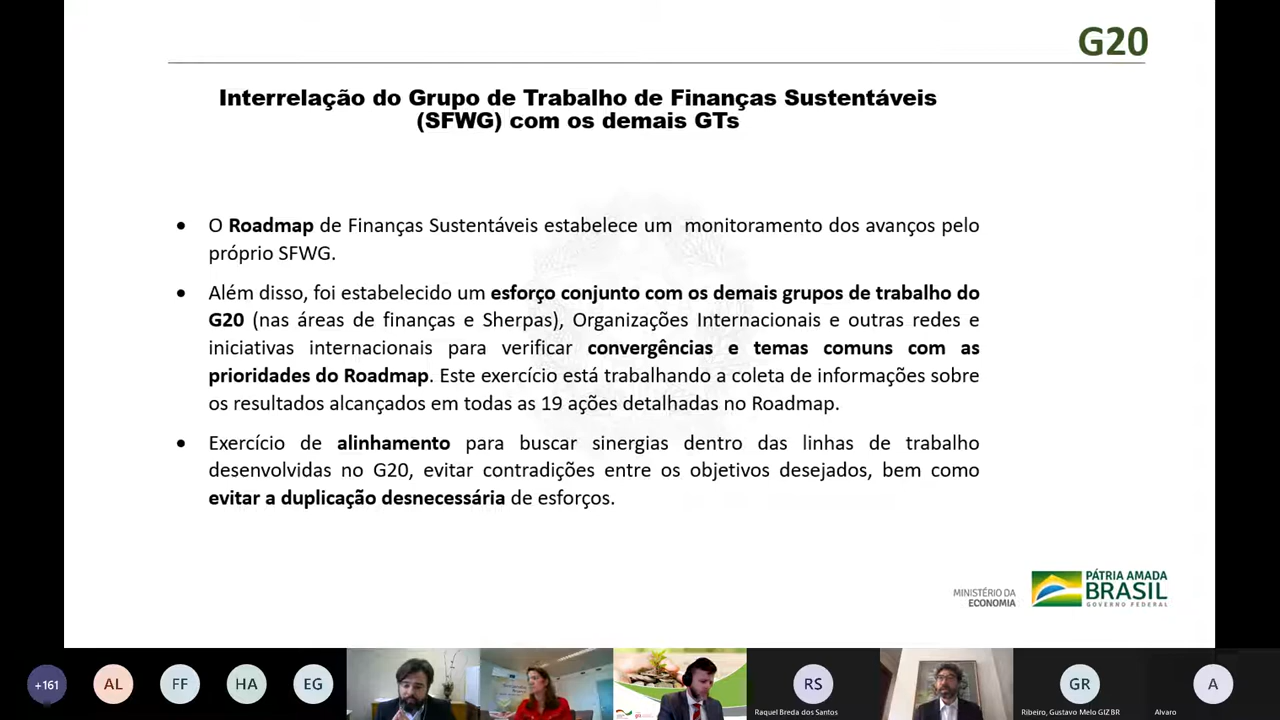 G20
Interrelação do Grupo de Trabalho de Finanças Sustentáveis
(SFWG) com os demais GTs
• O Roadmap de Finanças Sustentáveis estabelece um monitoramento dos avanços pelo
próprio SFWG.
• Além disso, foi estabelecido um esforço conjunto com os demais grupos de trabalho do
G20 (nas áreas de finanças e Sherpas), Organizações Internacionais e outras redes e
iniciativas internacionais para verificar convergências e temas comuns com as
prioridades do Roadmap. Este exercício está trabalhando a coleta de informações sobre
os resultados alcançados em todas as 19 ações detalhadas no Roadmap.
• Exercício de alinhamento para buscar sinergias dentro das linhas de trabalho
desenvolvidas no G20, evitar contradições entre os objetivos desejados, bem como
evitar a duplicação desnecessária de esforços.
MINISTÉRIO DA
ECONOMIA
PÁTRIA AMADA
BRASIL
GOVERNO FEDERAL
+161
AL
FF
HA
EG
RS
Raquel Breda dos Santos
GR
Ribeiro, Gustavo Melo GIZ BR
A
Alvaro